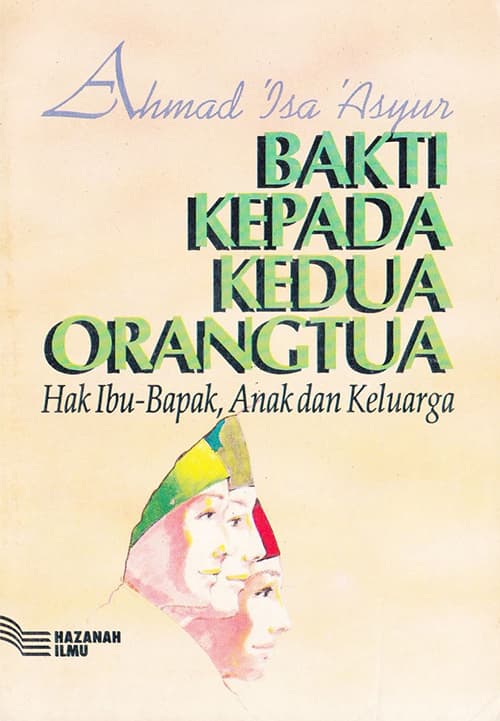 Ahmad 'Isa 'Asyur
BAKTI
KEPADA
KEDUA
ORANGTUA
Hak Ibu-Bapak, Anak dan Keluarga
HAZANAH
ILMU